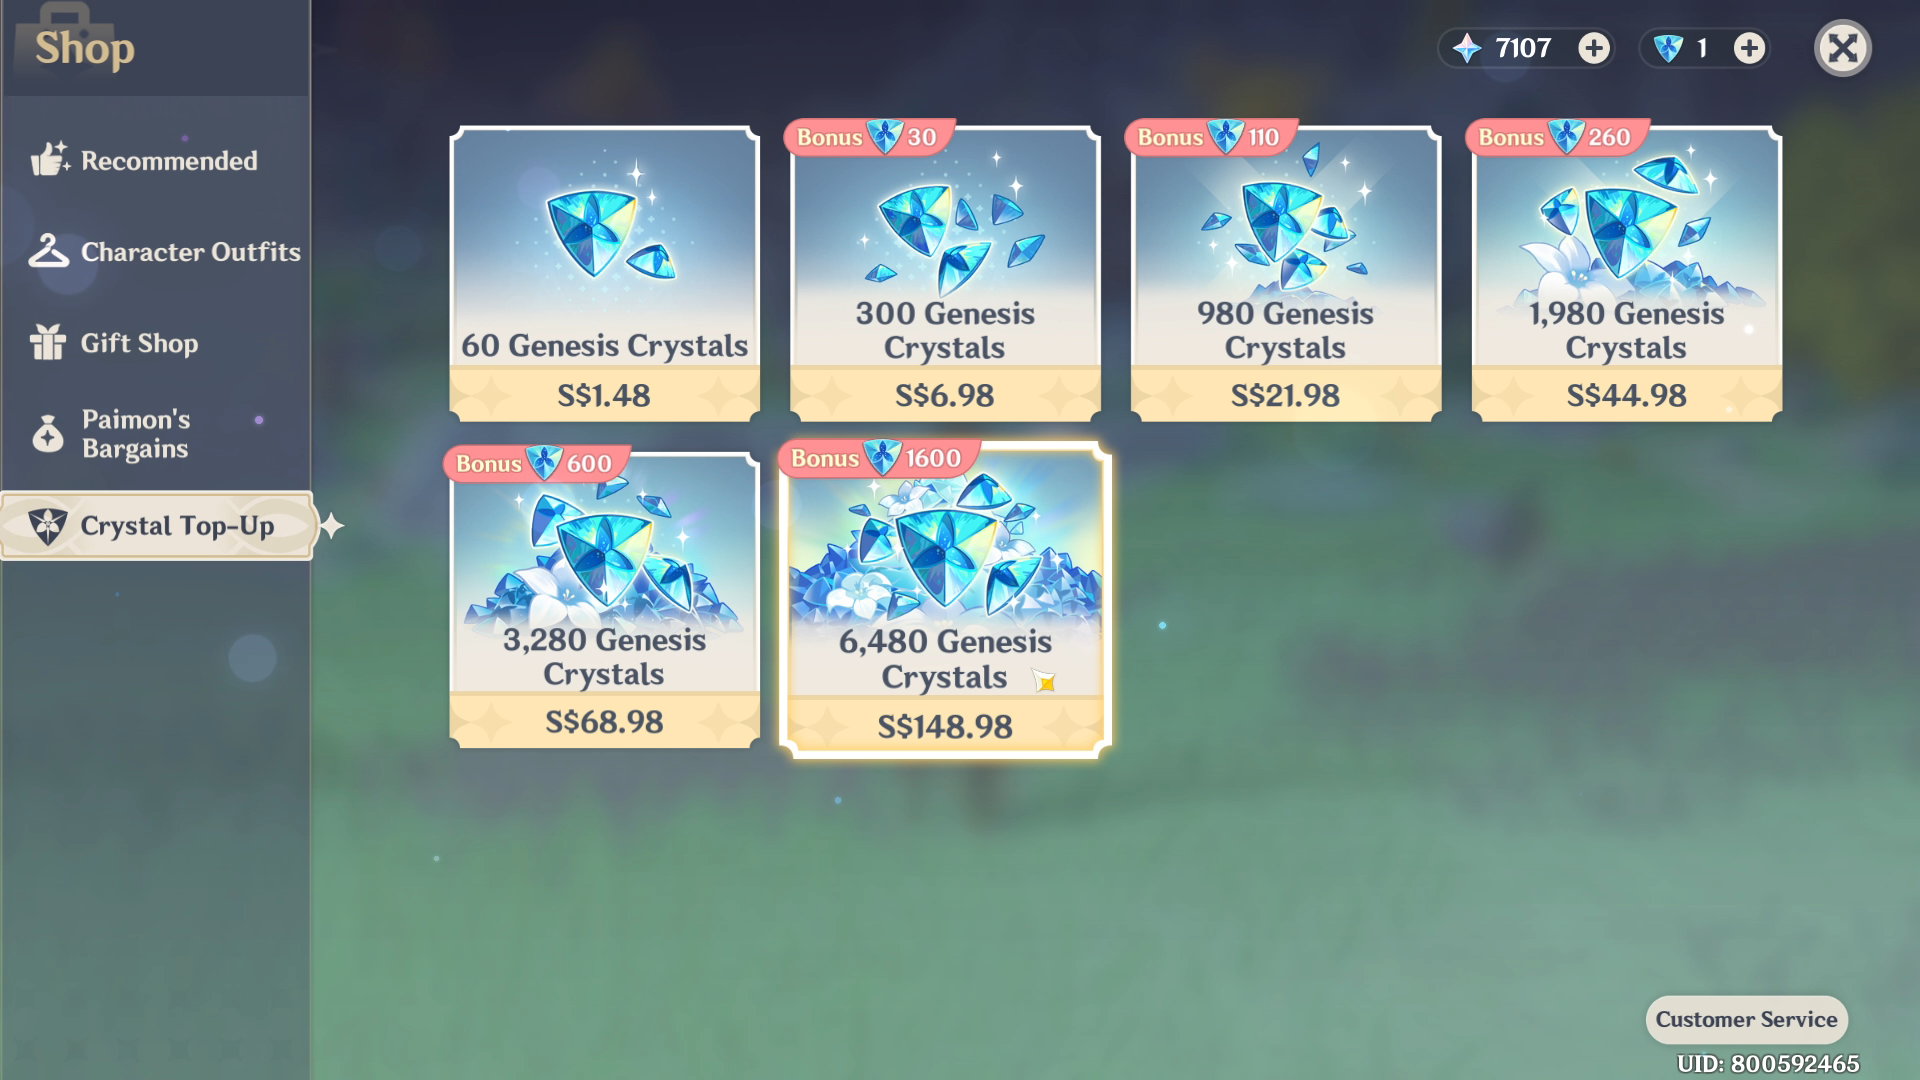 Shop
7107
1
Recommended
Character Outfits
Gift Shop
Paimon's
Bargains
Crystal Top-Up
60 Genesis Crystals
S$1.48
Bonus 30
300 Genesis
Crystals
S$6.98
Bonus 110
980 Genesis
Crystals
S$21.98
Bonus 260
1,980 Genesis
Crystals
S$44.98
Bonus 600
3,280 Genesis
Crystals
S$68.98
Bonus 1600
6,480 Genesis
Crystals
S$148.98
Customer Service
UID: 800592465